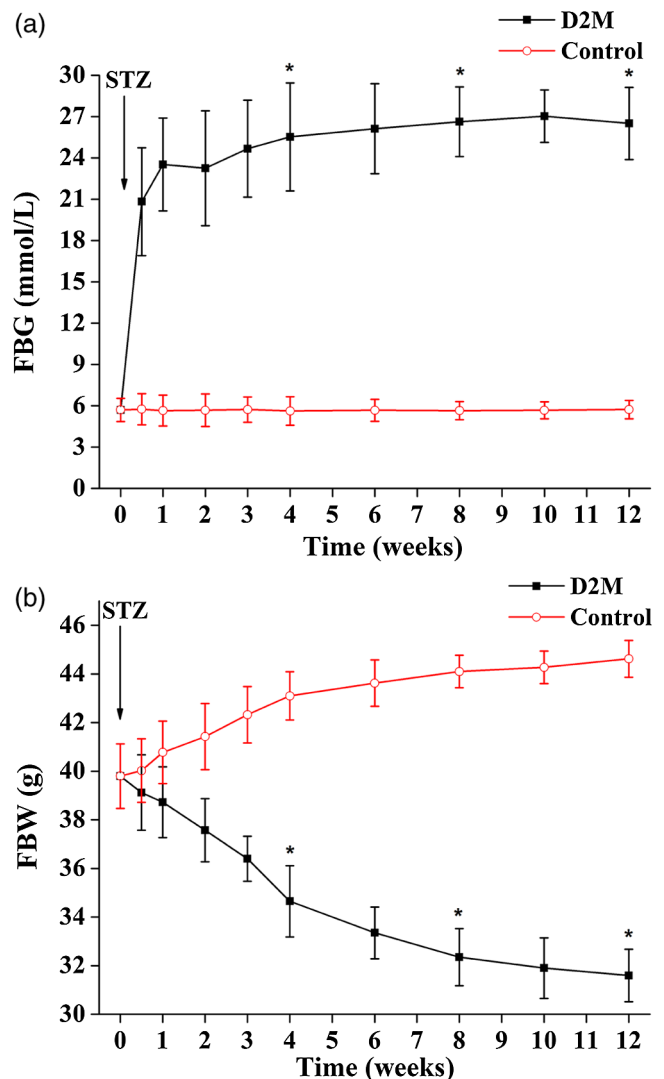 (a)
D2M
Control
STZ
* * *
30
27
24
21
18
15
12
9
6
3
0
FBG (mmol/L)
0 1 2 3 4 5 6 7 8 9 10 11 12
Time (weeks)
(b)
D2M
Control
STZ
46
44
42
40
38
36
34
32
30
FBW (g)
* * *
0 1 2 3 4 5 6 7 8 9 10 11 12
Time (weeks)